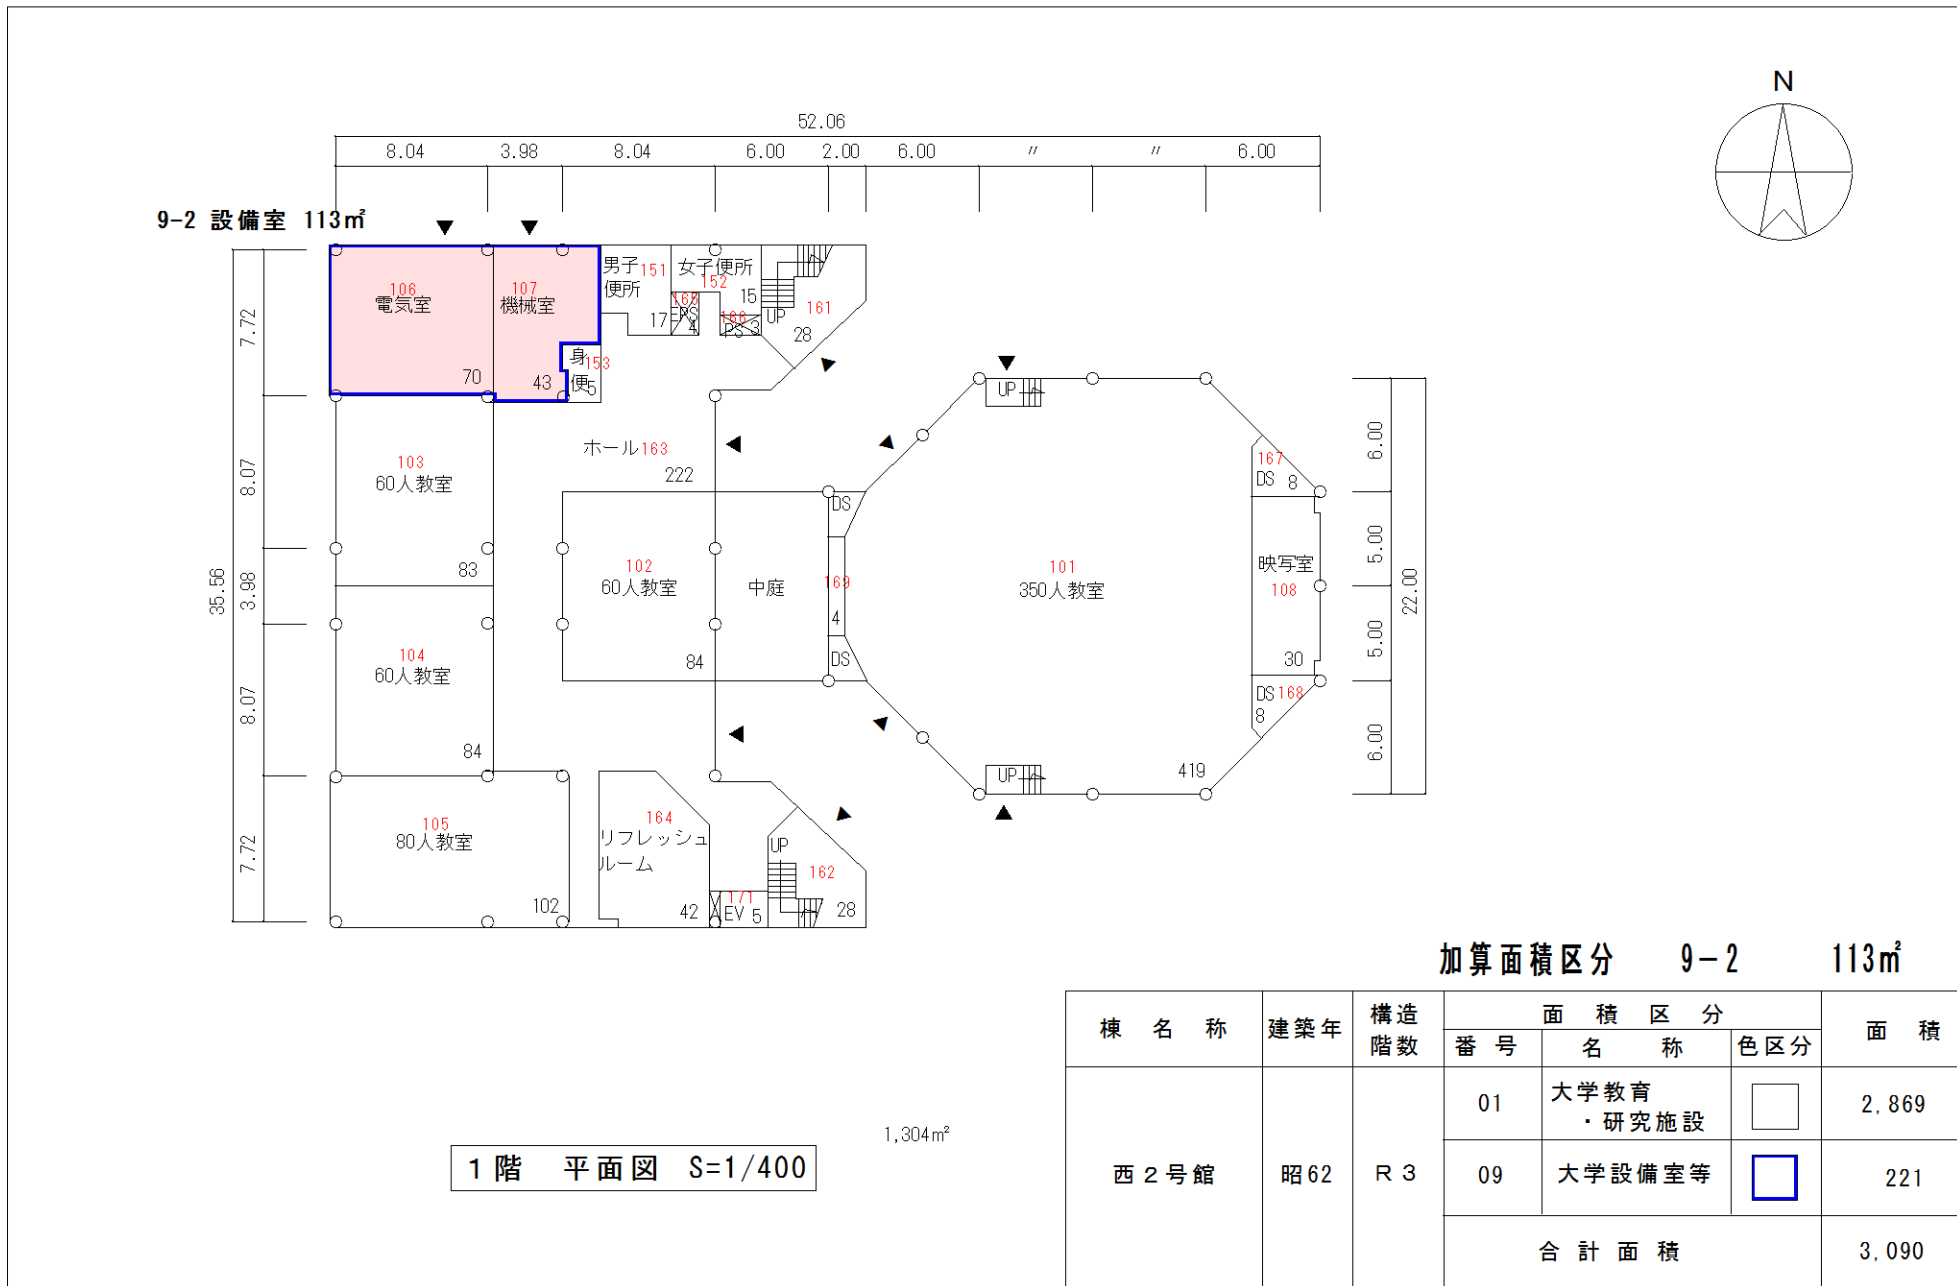 N
52.06
8.04 3.98 8.04 6.00 2.00 6.00 〃 〃 6.00
9-2 設備室 113㎡
106
電気室
70
107
機械室
43
男子151
便所
17
女子便所
152
15
165
EPS
4
166
PS 3
UP
161
28
身
153
便5
7.72
8.07
3.98
8.07
7.72
35.56
ホール163
222
103
60人教室
83
102
60人教室
84
中庭
DS
169
4
DS
UP
101
350人教室
419
UP
167
DS 8
映写室
108
30
DS168
8
6.00
5.00
5.00
6.00
22.00
104
60人教室
84
105
80人教室
102
164
リフレッシュ
ルーム
42
171
EV 5
UP
162
28
加算面積区分 9-2 113㎡
棟名称 建築年 構造階数 面積区分 面積
番号 名称 色区分
西2号館 昭62 R3
01 大学教育・研究施設 2,869
09 大学設備室等 221
合計面積 3,090
1,304㎡
1階 平面図 S=1/400